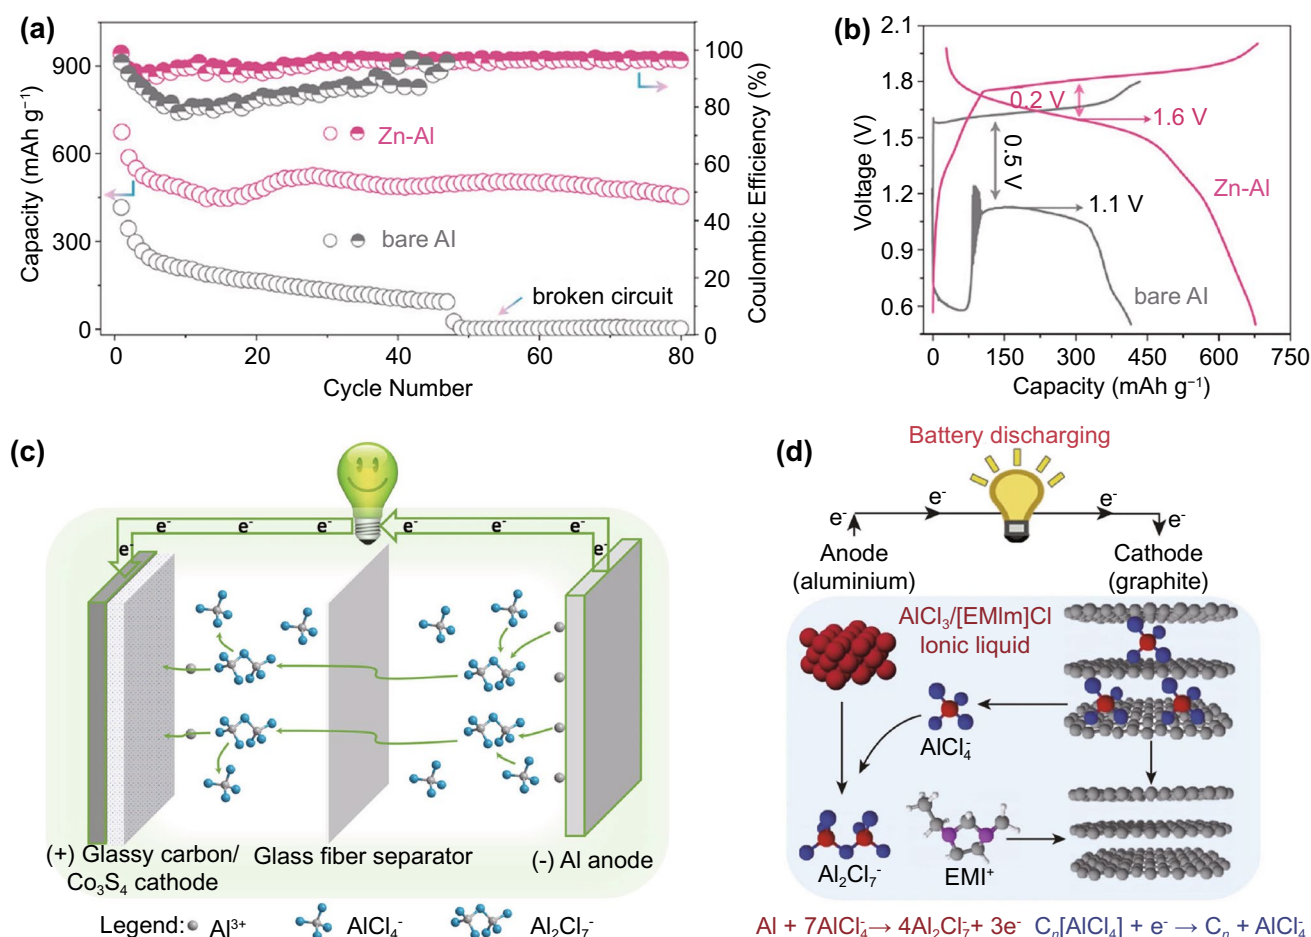 (a)
900
600
300
0
Capacity (mAh g⁻¹)
100
80
60
40
20
0
Coulombic Efficiency (%)
Zn-Al
bare Al
broken circuit
0 20 40 60 80
Cycle Number
(b)
2.1
1.8
1.5
1.2
0.9
0.6
Voltage (V)
0.2 V
1.6 V
0.5 V
1.1 V
Zn-Al
bare Al
0 150 300 450 600 750
Capacity (mAh g⁻¹)
(c)
e⁻ e⁻ e⁻ e⁻ e⁻ e⁻
e⁻ e⁻
(+) Glassy carbon/
Co₃S₄ cathode
Glass fiber separator
(-) Al anode
Legend: Al³⁺ AlCl₄⁻ Al₂Cl₇⁻
(d)
Battery discharging
e⁻ e⁻
e⁻ e⁻
Anode
(aluminium)
Cathode
(graphite)
AlCl₃/[EMIm]Cl
Ionic liquid
AlCl₄⁻
Al₂Cl₇⁻
EMI⁺
Al + 7AlCl₄⁻→ 4Al₂Cl₇⁻+ 3e⁻ Cₙ[AlCl₄] + e⁻ → Cₙ + AlCl₄⁻